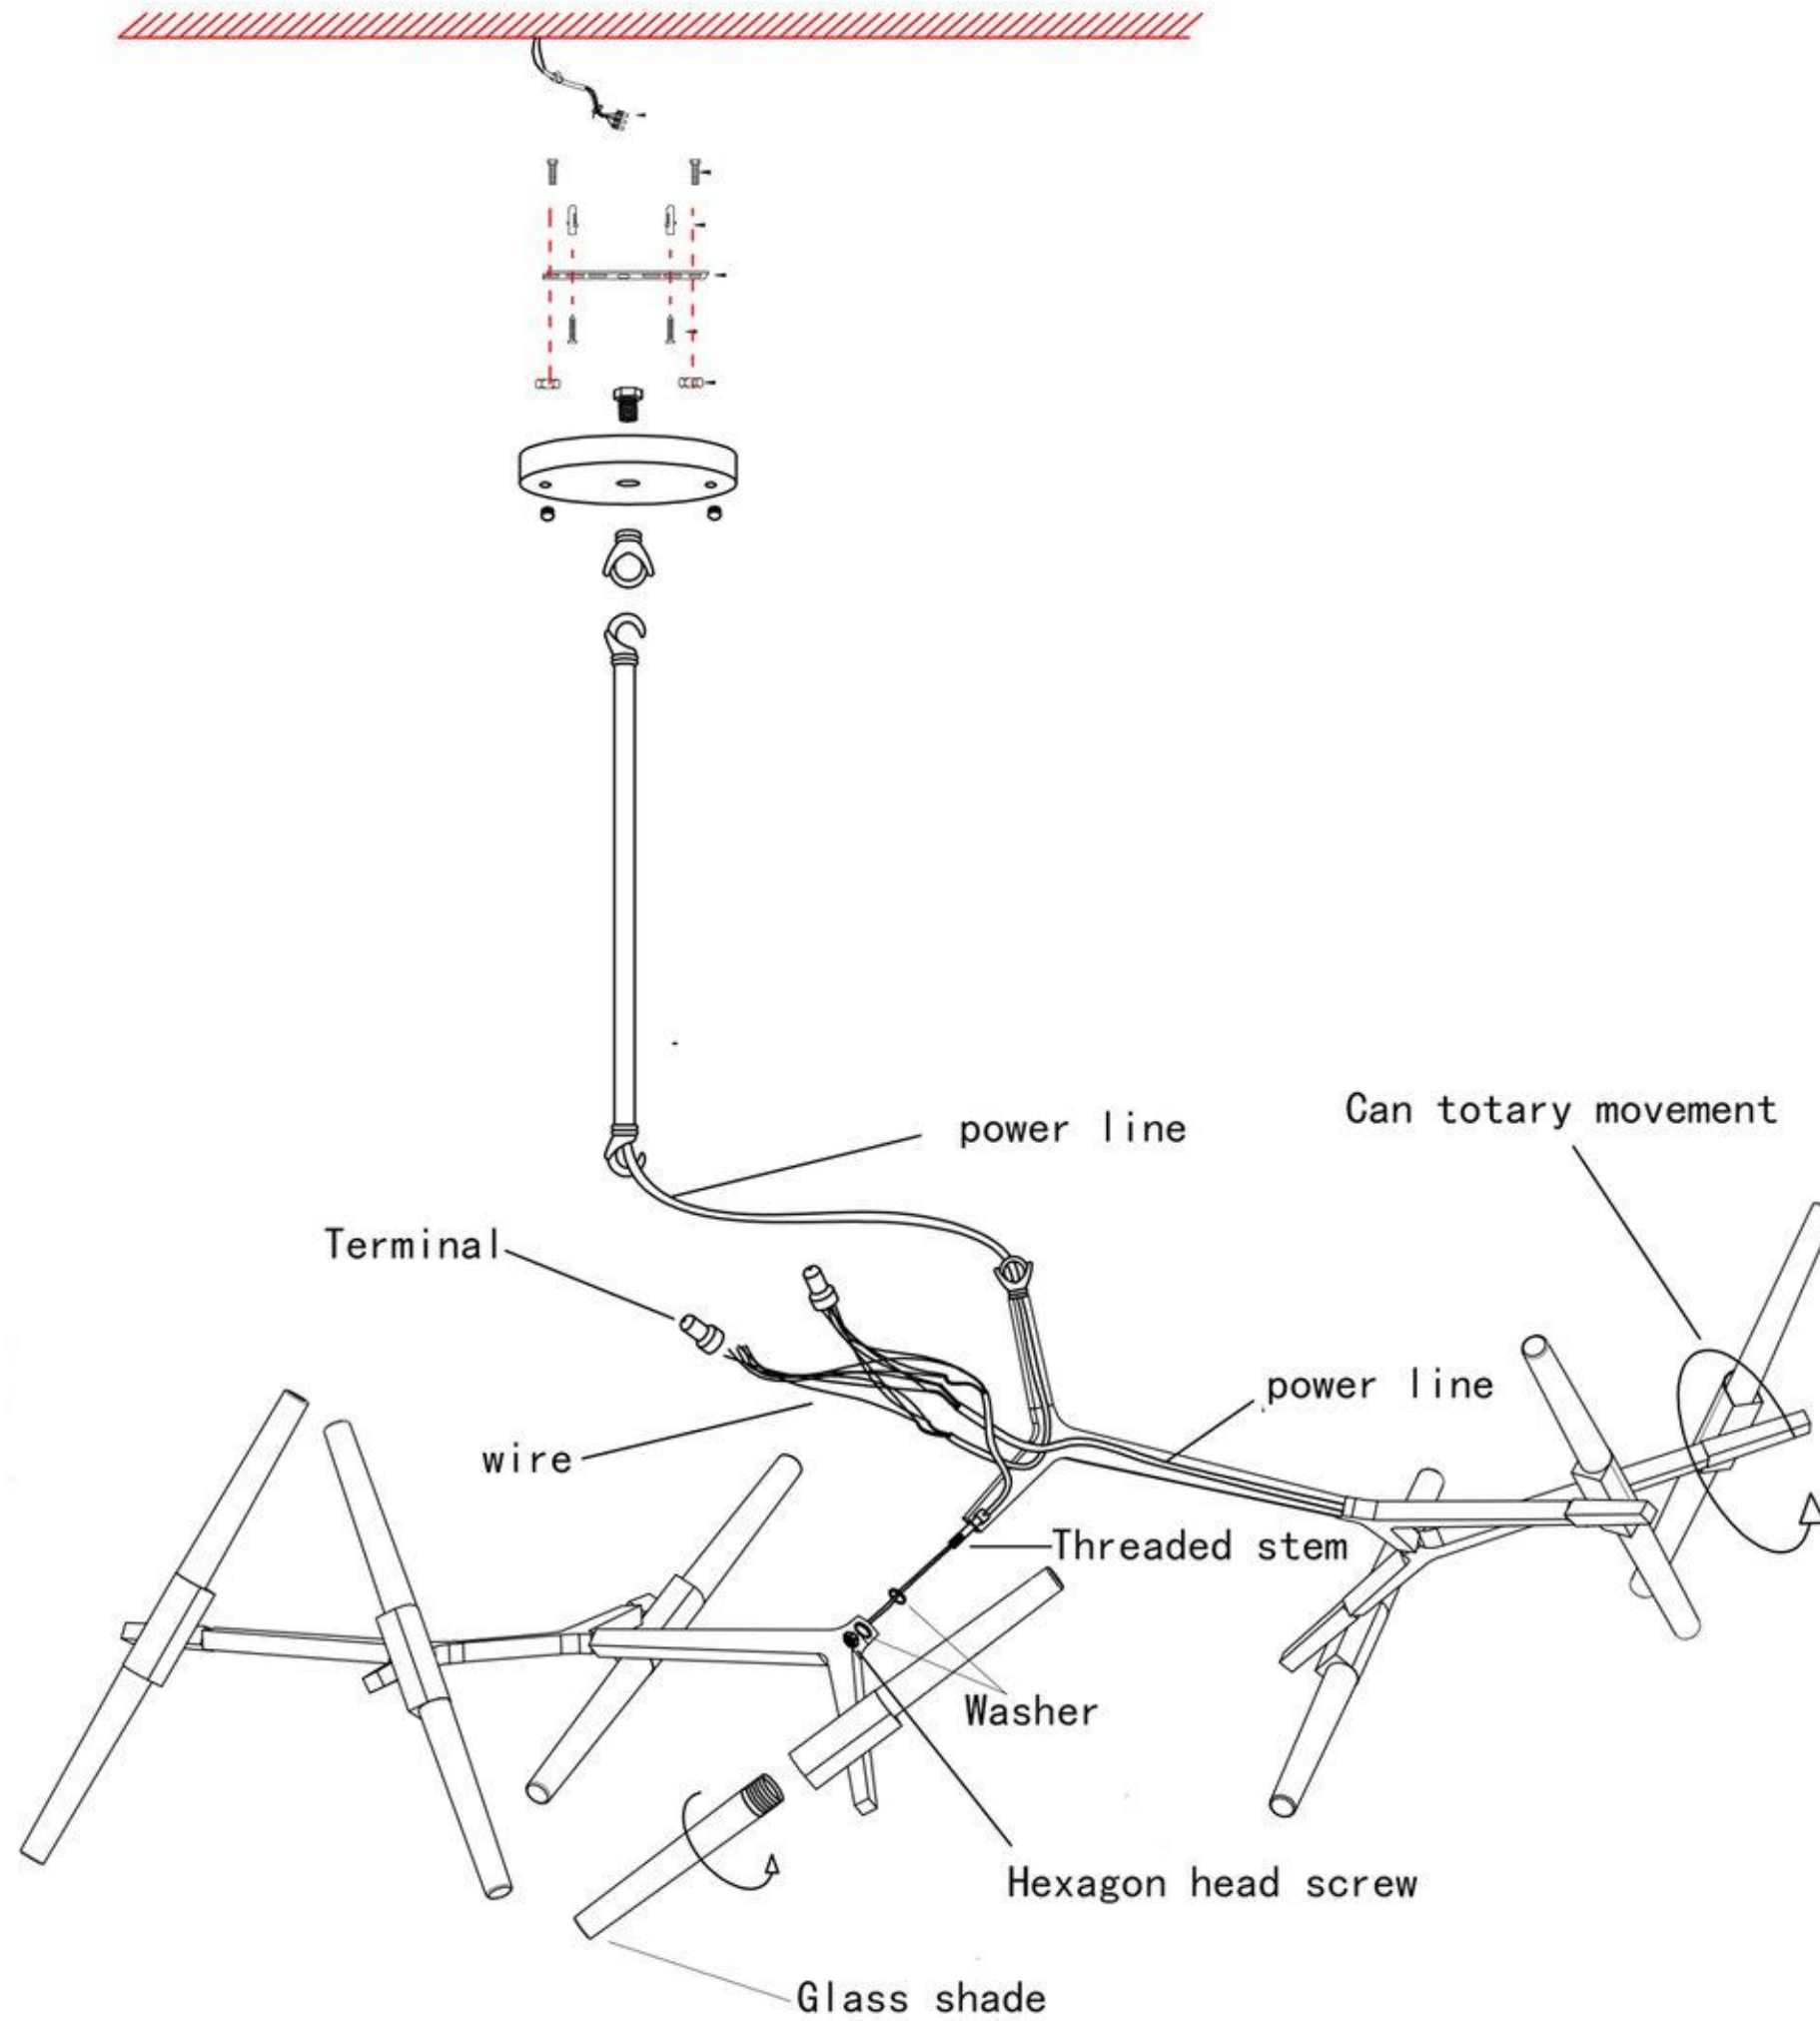 power line
Can totary movement
Terminal
power line
wire
Threaded stem
Washer
Hexagon head screw
Glass shade